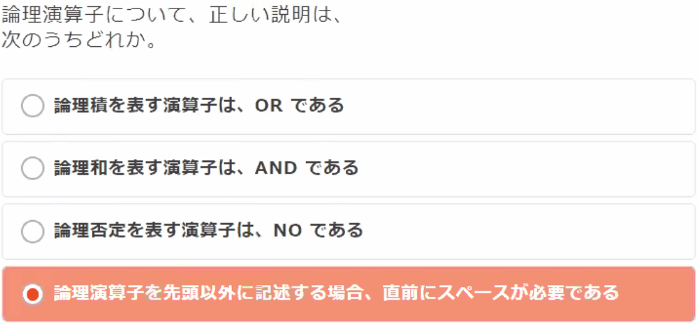 論理演算子について、正しい説明は、
次のうちどれか。
論理積を表す演算子は、OR である
論理和を表す演算子は、AND である
論理否定を表す演算子は、NO である
論理演算子を先頭以外に記述する場合、直前にスペースが必要である